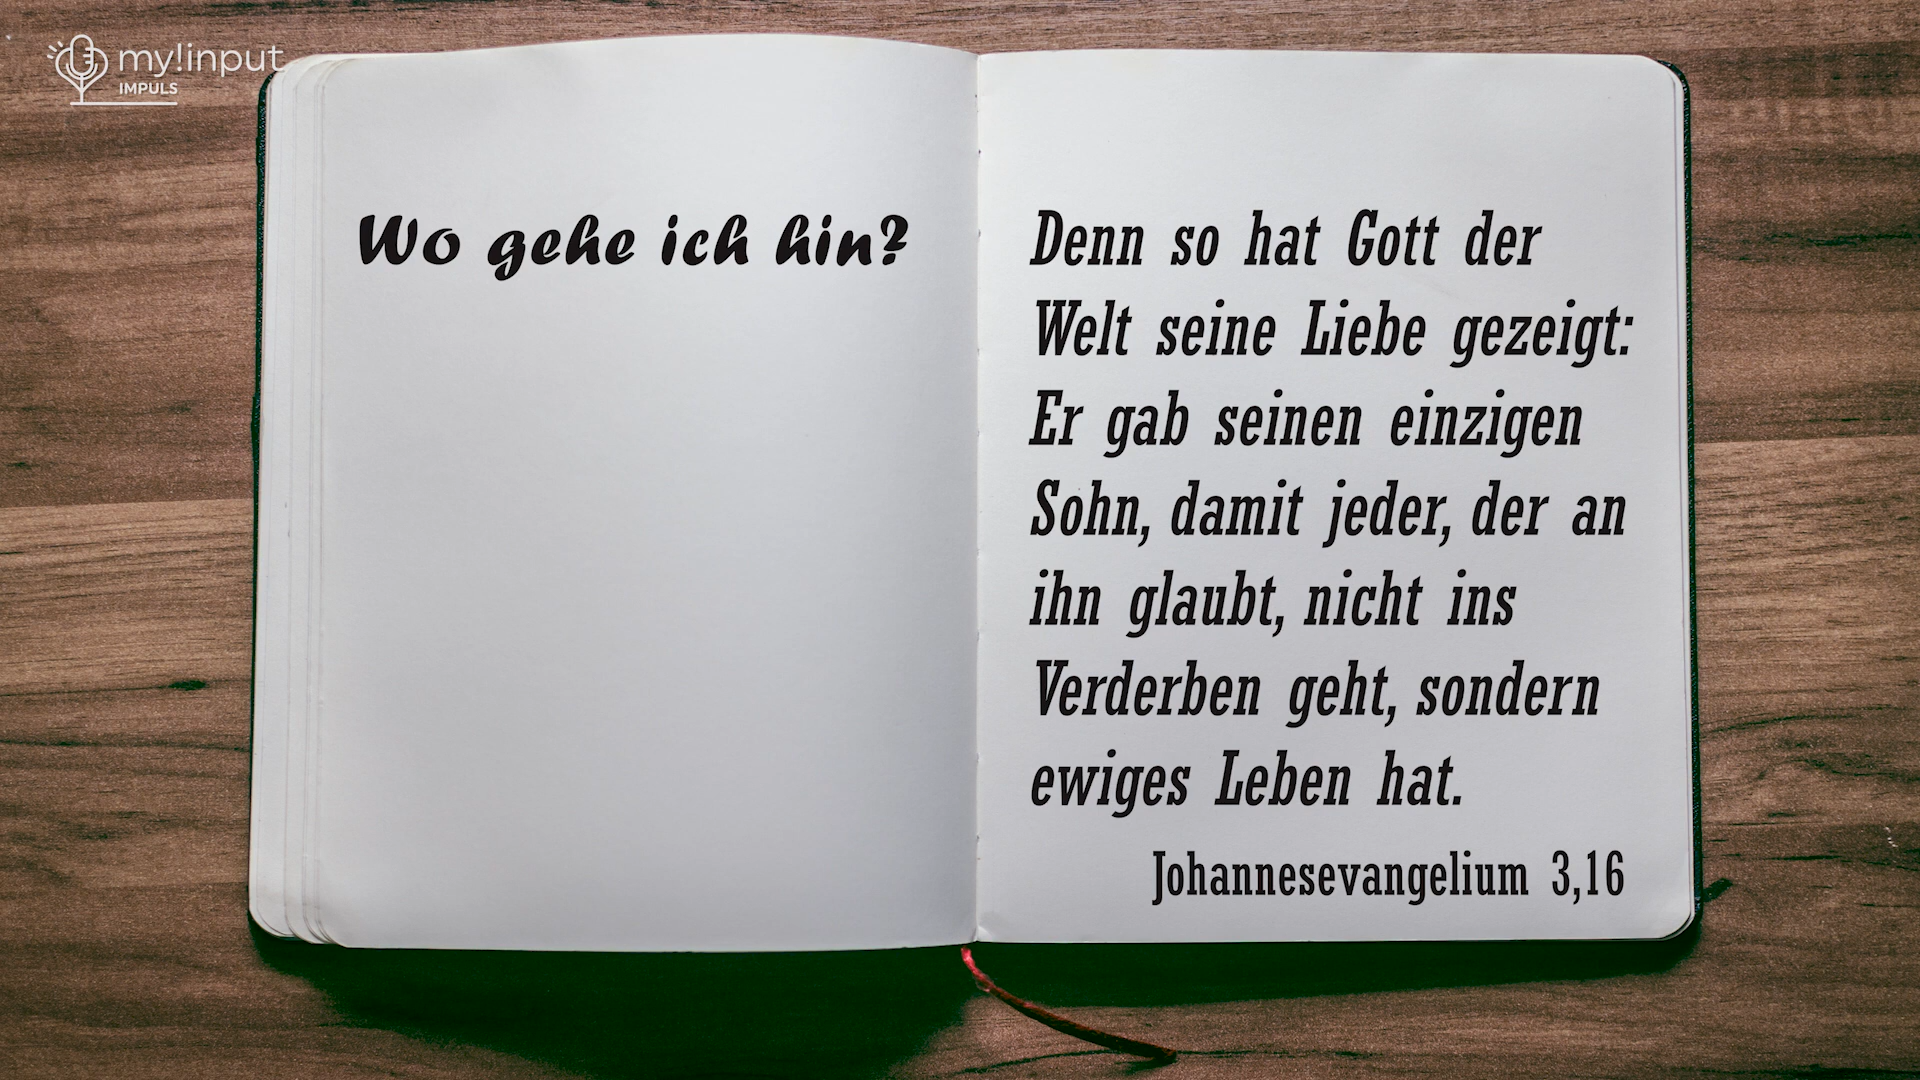 my!input
IMPULS
Wo gehe ich hin?
Denn so hat Gott der
Welt seine Liebe gezeigt:
Er gab seinen einzigen
Sohn, damit jeder, der an
ihn glaubt, nicht ins
Verderben geht, sondern
ewiges Leben hat.
Johannesevangelium 3,16